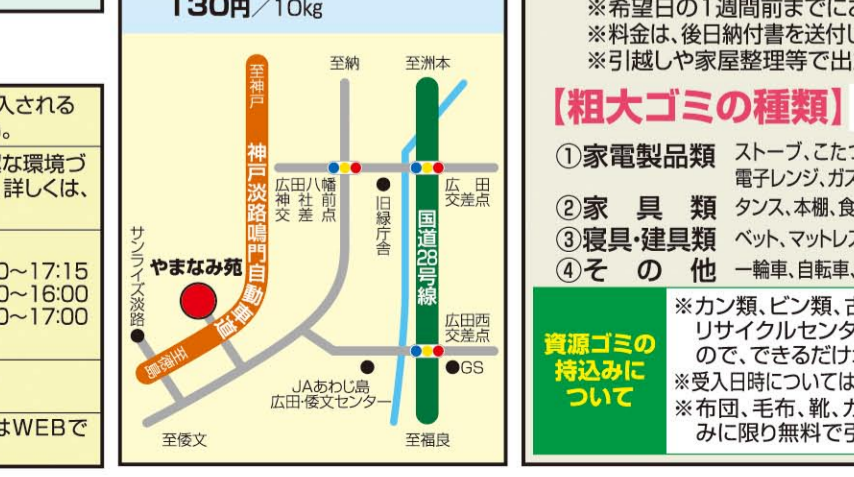 入される
。
な環境づ
詳しくは、
0〜17:15
0〜16:00
0〜17:00
はWEBで
130円／10kg
至神戸
至納
至洲本
神戸淡路鳴門自動車道
広田八幡
神社前
交差点
旧緑庁舎
広田
交差点
国道28号線
サンライズ淡路
やまなみ苑
至徳島
広田西
交差点
GS
JAあわじ島
広田・倭文センター
至倭文
至福良
※希望日の1週間前までにお
※料金は、後日納付書を送付し
※引越しや家屋整理等で出
【粗大ゴミの種類】
①家電製品類 ストーブ、こたつ
電子レンジ、ガス
②家具類 タンス、本棚、食
③寝具・建具類 ベット、マットレス
④その他 一輪車、自転車、
資源ゴミの
持込みに
ついて
※カン類、ビン類、古
リサイクルセンタ
ので、できるだけ
※受入日時については
※布団、毛布、靴、カ
みに限り無料で引